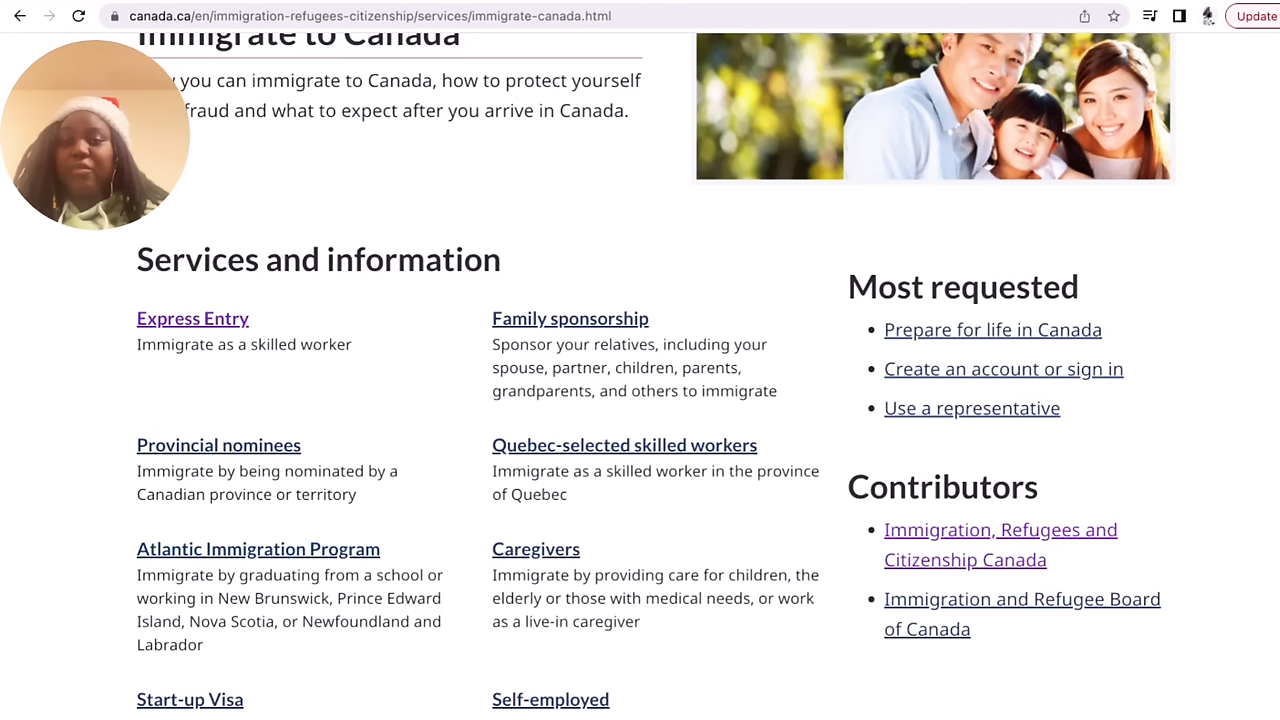 canada.ca/en/immigration-refugees-citizenship/services/immigrate-canada.html
Update
Immigrate to Canada
you can immigrate to Canada, how to protect yourself
fraud and what to expect after you arrive in Canada.
Services and information
Express Entry
Immigrate as a skilled worker
Family sponsorship
Sponsor your relatives, including your
spouse, partner, children, parents,
grandparents, and others to immigrate
Provincial nominees
Immigrate by being nominated by a
Canadian province or territory
Quebec-selected skilled workers
Immigrate as a skilled worker in the province
of Quebec
Atlantic Immigration Program
Immigrate by graduating from a school or
working in New Brunswick, Prince Edward
Island, Nova Scotia, or Newfoundland and
Labrador
Caregivers
Immigrate by providing care for children, the
elderly or those with medical needs, or work
as a live-in caregiver
Start-up Visa
Self-employed
Most requested
Prepare for life in Canada
Create an account or sign in
Use a representative
Contributors
Immigration, Refugees and
Citizenship Canada
Immigration and Refugee Board
of Canada